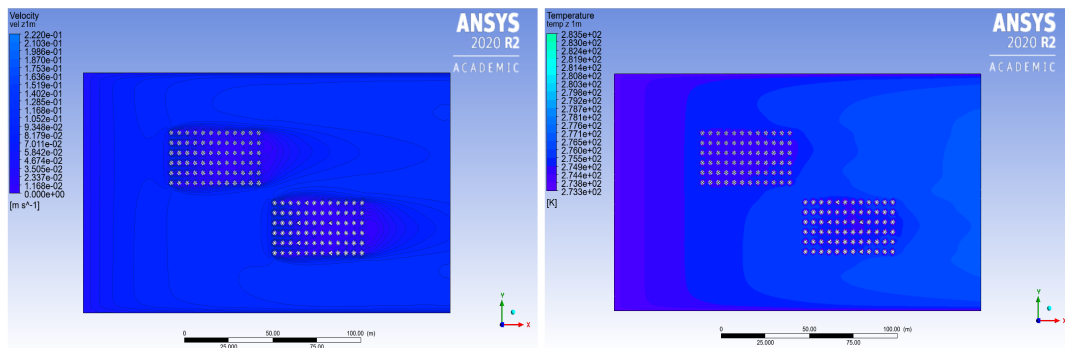 Velocity
vel z1m
2.220e-01
2.103e-01
1.986e-01
1.870e-01
1.753e-01
1.636e-01
1.519e-01
1.402e-01
1.285e-01
1.168e-01
1.052e-01
9.348e-02
8.179e-02
7.011e-02
5.842e-02
4.674e-02
3.505e-02
2.337e-02
1.168e-02
0.000e+00
[m s^-1]
ANSYS
2020 R2
ACADEMIC
Y
X
0
50.00
100.00 (m)
25.000
75.00
Temperature
temp z 1m
2.835e+02
2.830e+02
2.824e+02
2.819e+02
2.814e+02
2.808e+02
2.803e+02
2.798e+02
2.792e+02
2.787e+02
2.781e+02
2.776e+02
2.771e+02
2.765e+02
2.760e+02
2.755e+02
2.749e+02
2.744e+02
2.738e+02
2.733e+02
[K]
ANSYS
2020 R2
ACADEMIC
Y
X
0
50.00
100.00 (m)
25.000
75.00